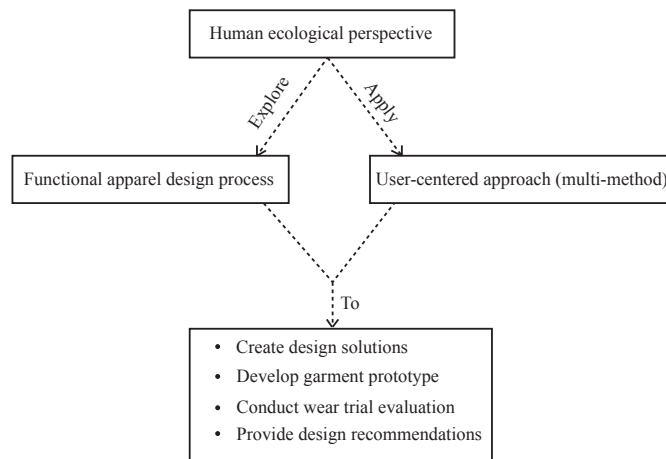 Human ecological perspective
Explore
Apply
Functional apparel design process
User-centered approach (multi-method)
To
• Create design solutions
• Develop garment prototype
• Conduct wear trial evaluation
• Provide design recommendations